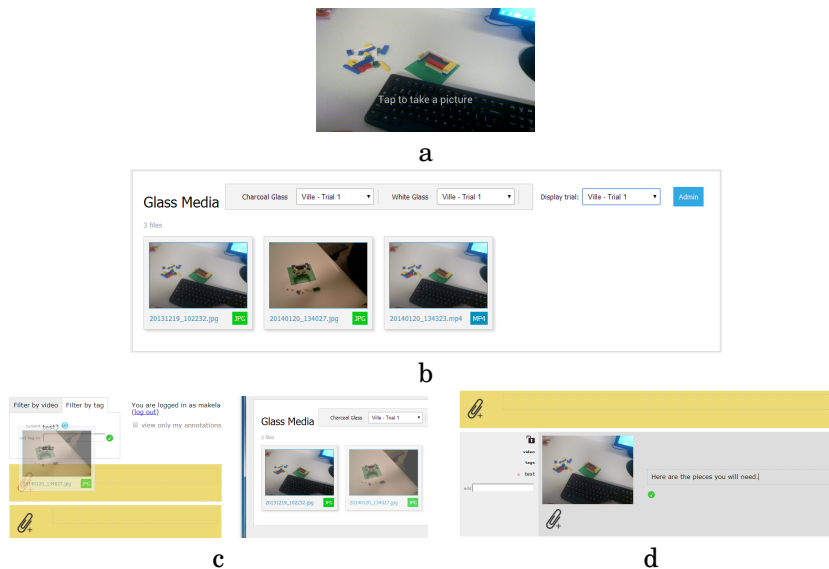 Tap to take a picture
a
Glass Media
Charcoal Glass Ville - Trial 1
White Glass Ville - Trial 1
Display trial: Ville - Trial 1
Admin
3 files
20131219_102232.jpg JPG
20140120_134027.jpg JPG
20140120_134323.mp4 MP4
b
Filter by video Filter by tag
You are logged in as makela
(log out)
view only my annotations
test3
20140120_134027.jpg JPG
Glass Media
Charcoal Glass Ville - Trial 1
3 files
20131219_102232.jpg JPG
20140120_134027.jpg JPG
c
video
tags
test
add
Here are the pieces you will need.
d